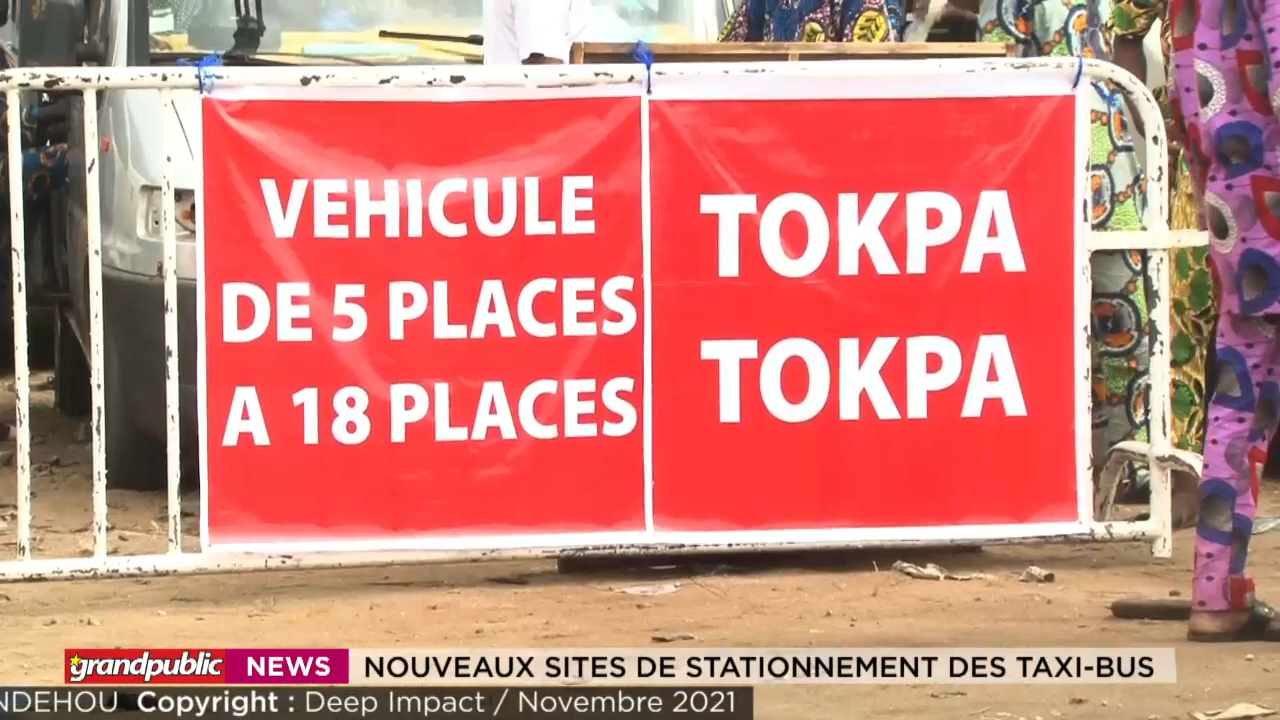 VEHICULE
DE 5 PLACES
A 18 PLACES
TOKPA
TOKPA
grandpublic NEWS NOUVEAUX SITES DE STATIONNEMENT DES TAXI-BUS
NDEHOU Copyright : Deep Impact / Novembre 2021